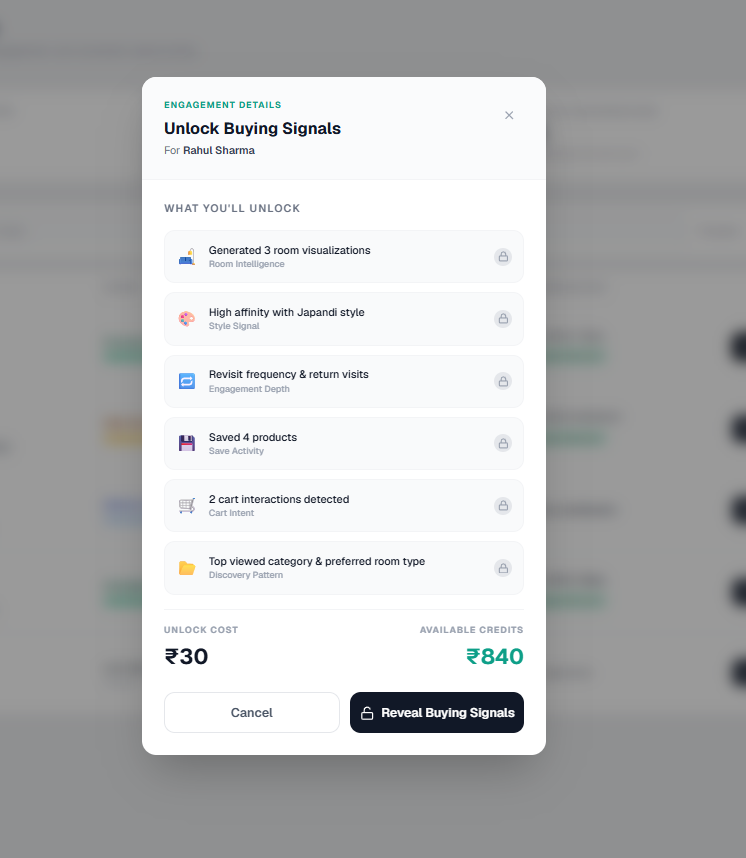 ENGAGEMENT DETAILS
Unlock Buying Signals
For Rahul Sharma
WHAT YOU'LL UNLOCK
Generated 3 room visualizations
Room Intelligence
High affinity with Japandi style
Style Signal
Revisit frequency & return visits
Engagement Depth
Saved 4 products
Save Activity
2 cart interactions detected
Cart Intent
Top viewed category & preferred room type
Discovery Pattern
UNLOCK COST
AVAILABLE CREDITS
₹30
₹840
Cancel
Reveal Buying Signals